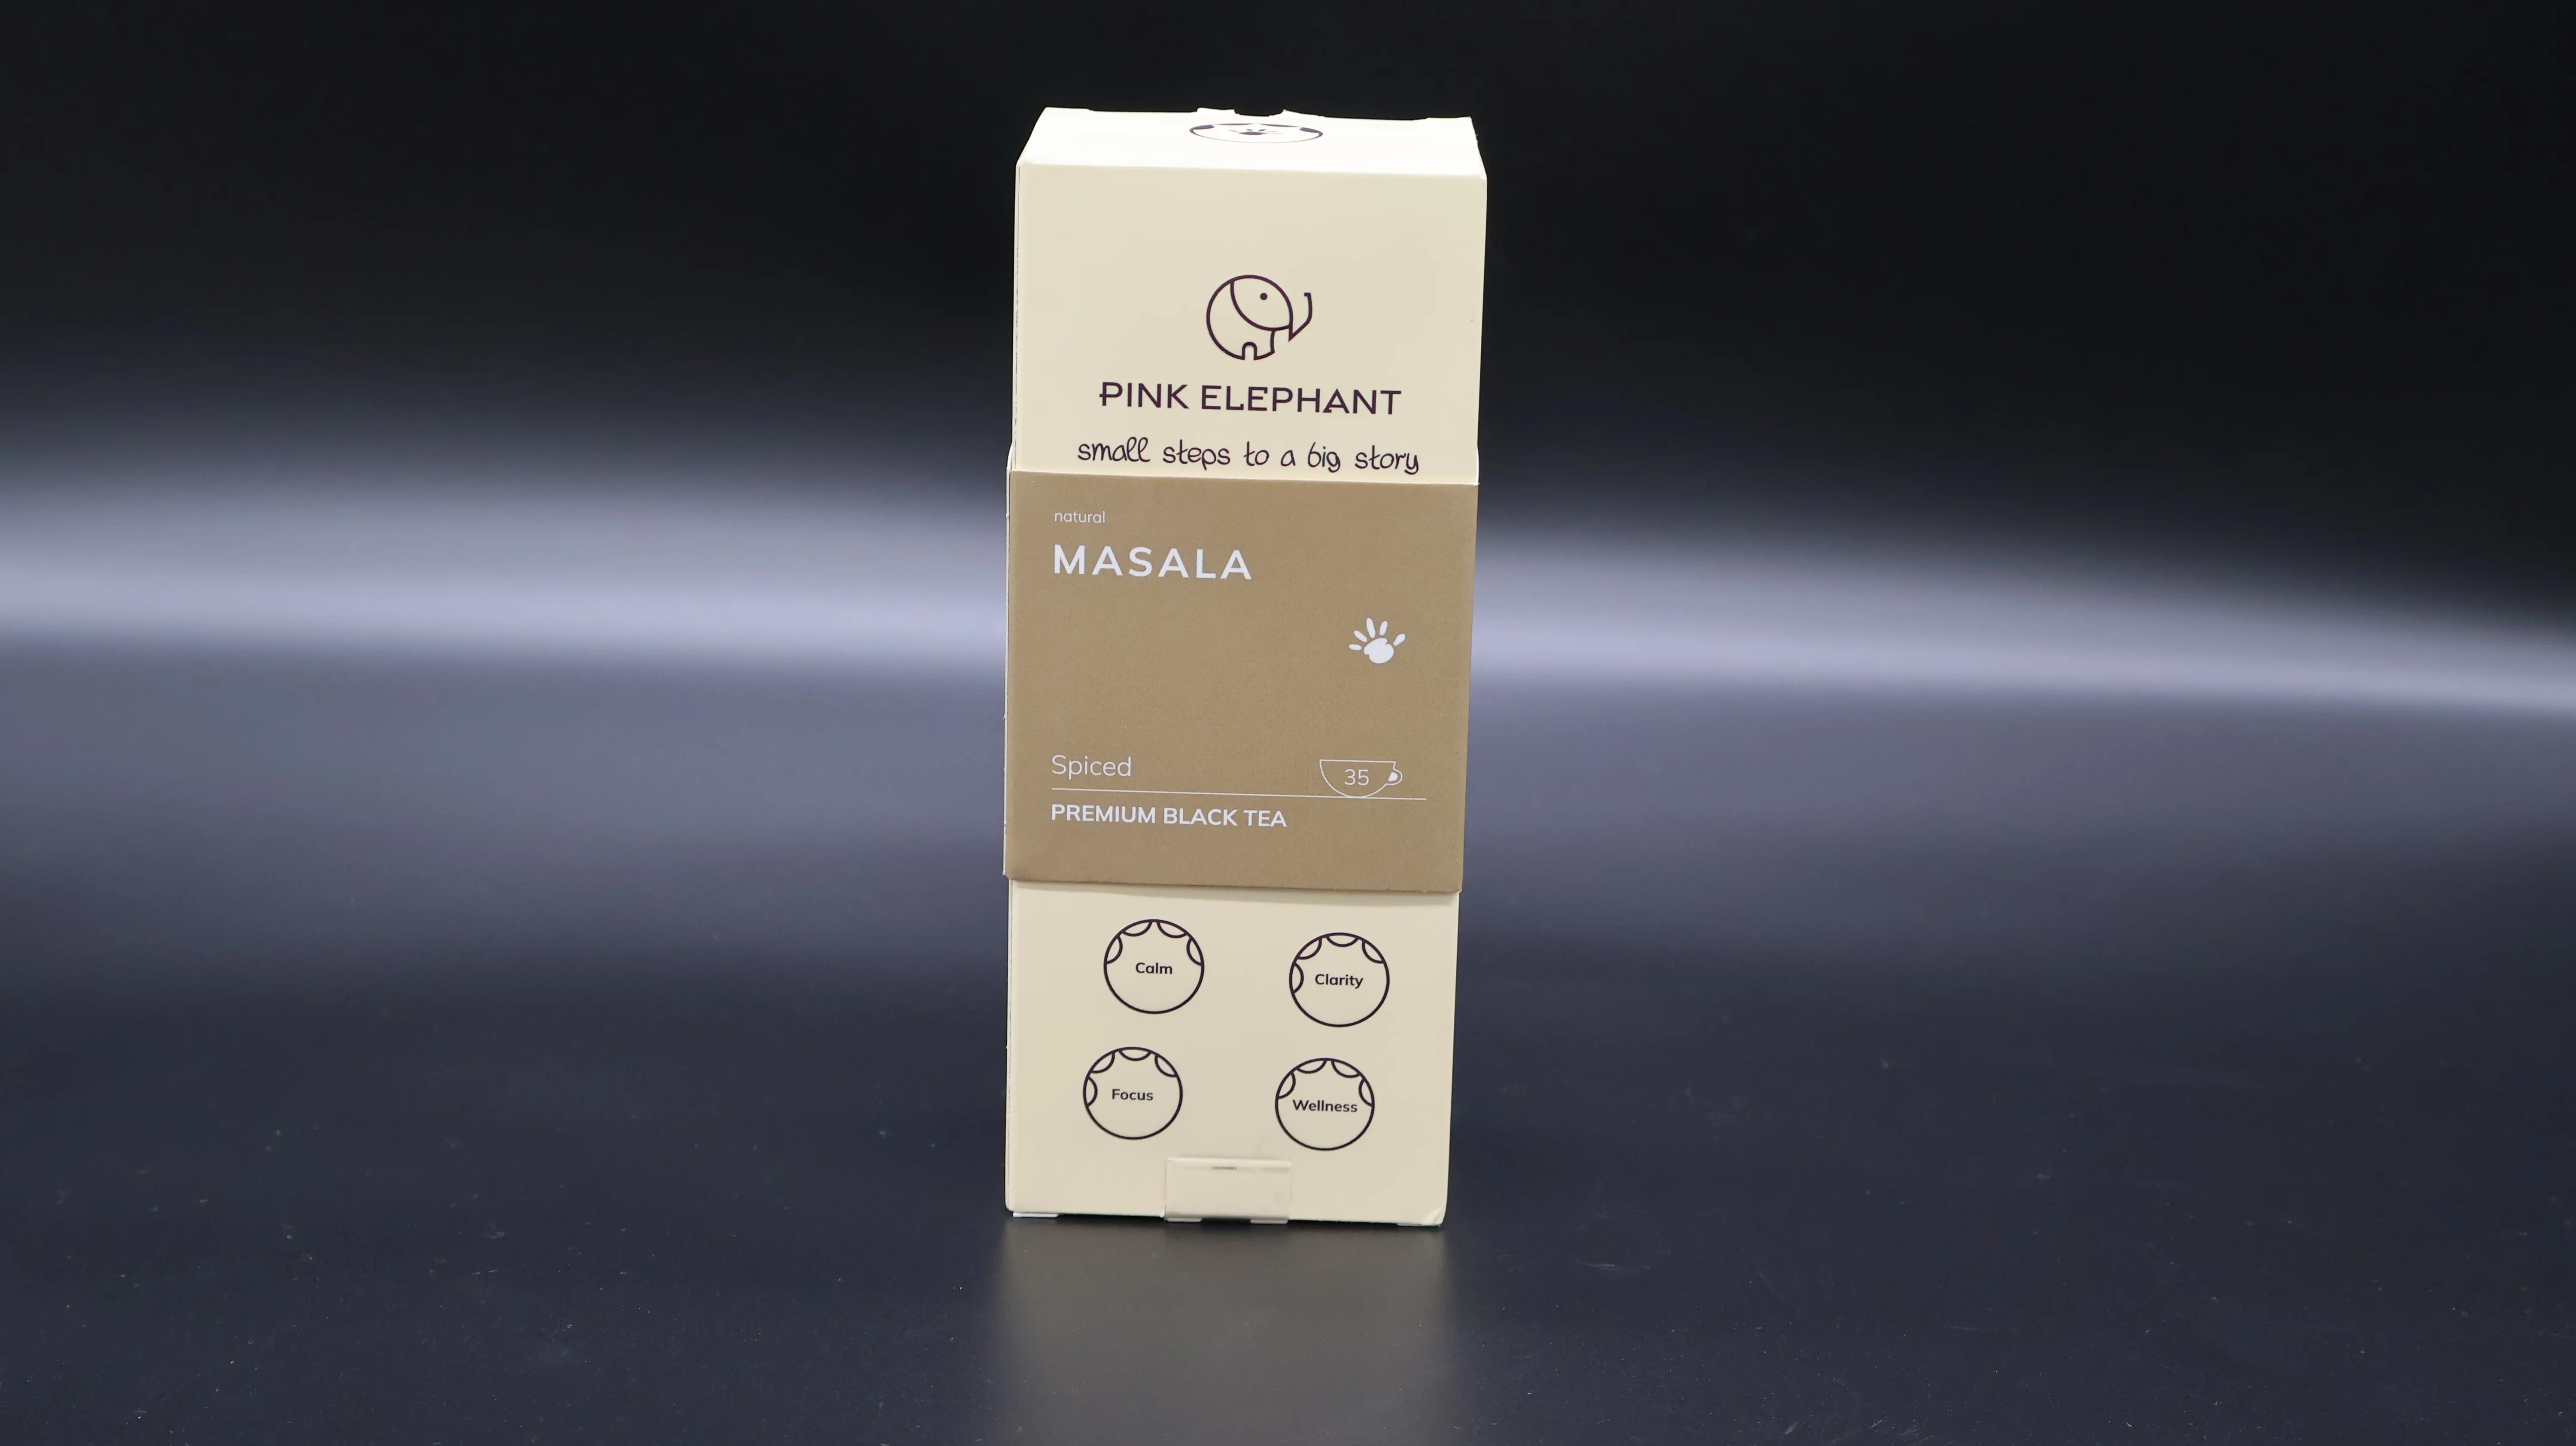 PINK ELEPHANT
small steps to a big story
natural
MASALA
Spiced
35
PREMIUM BLACK TEA
Calm
Clarity
Focus
Wellness